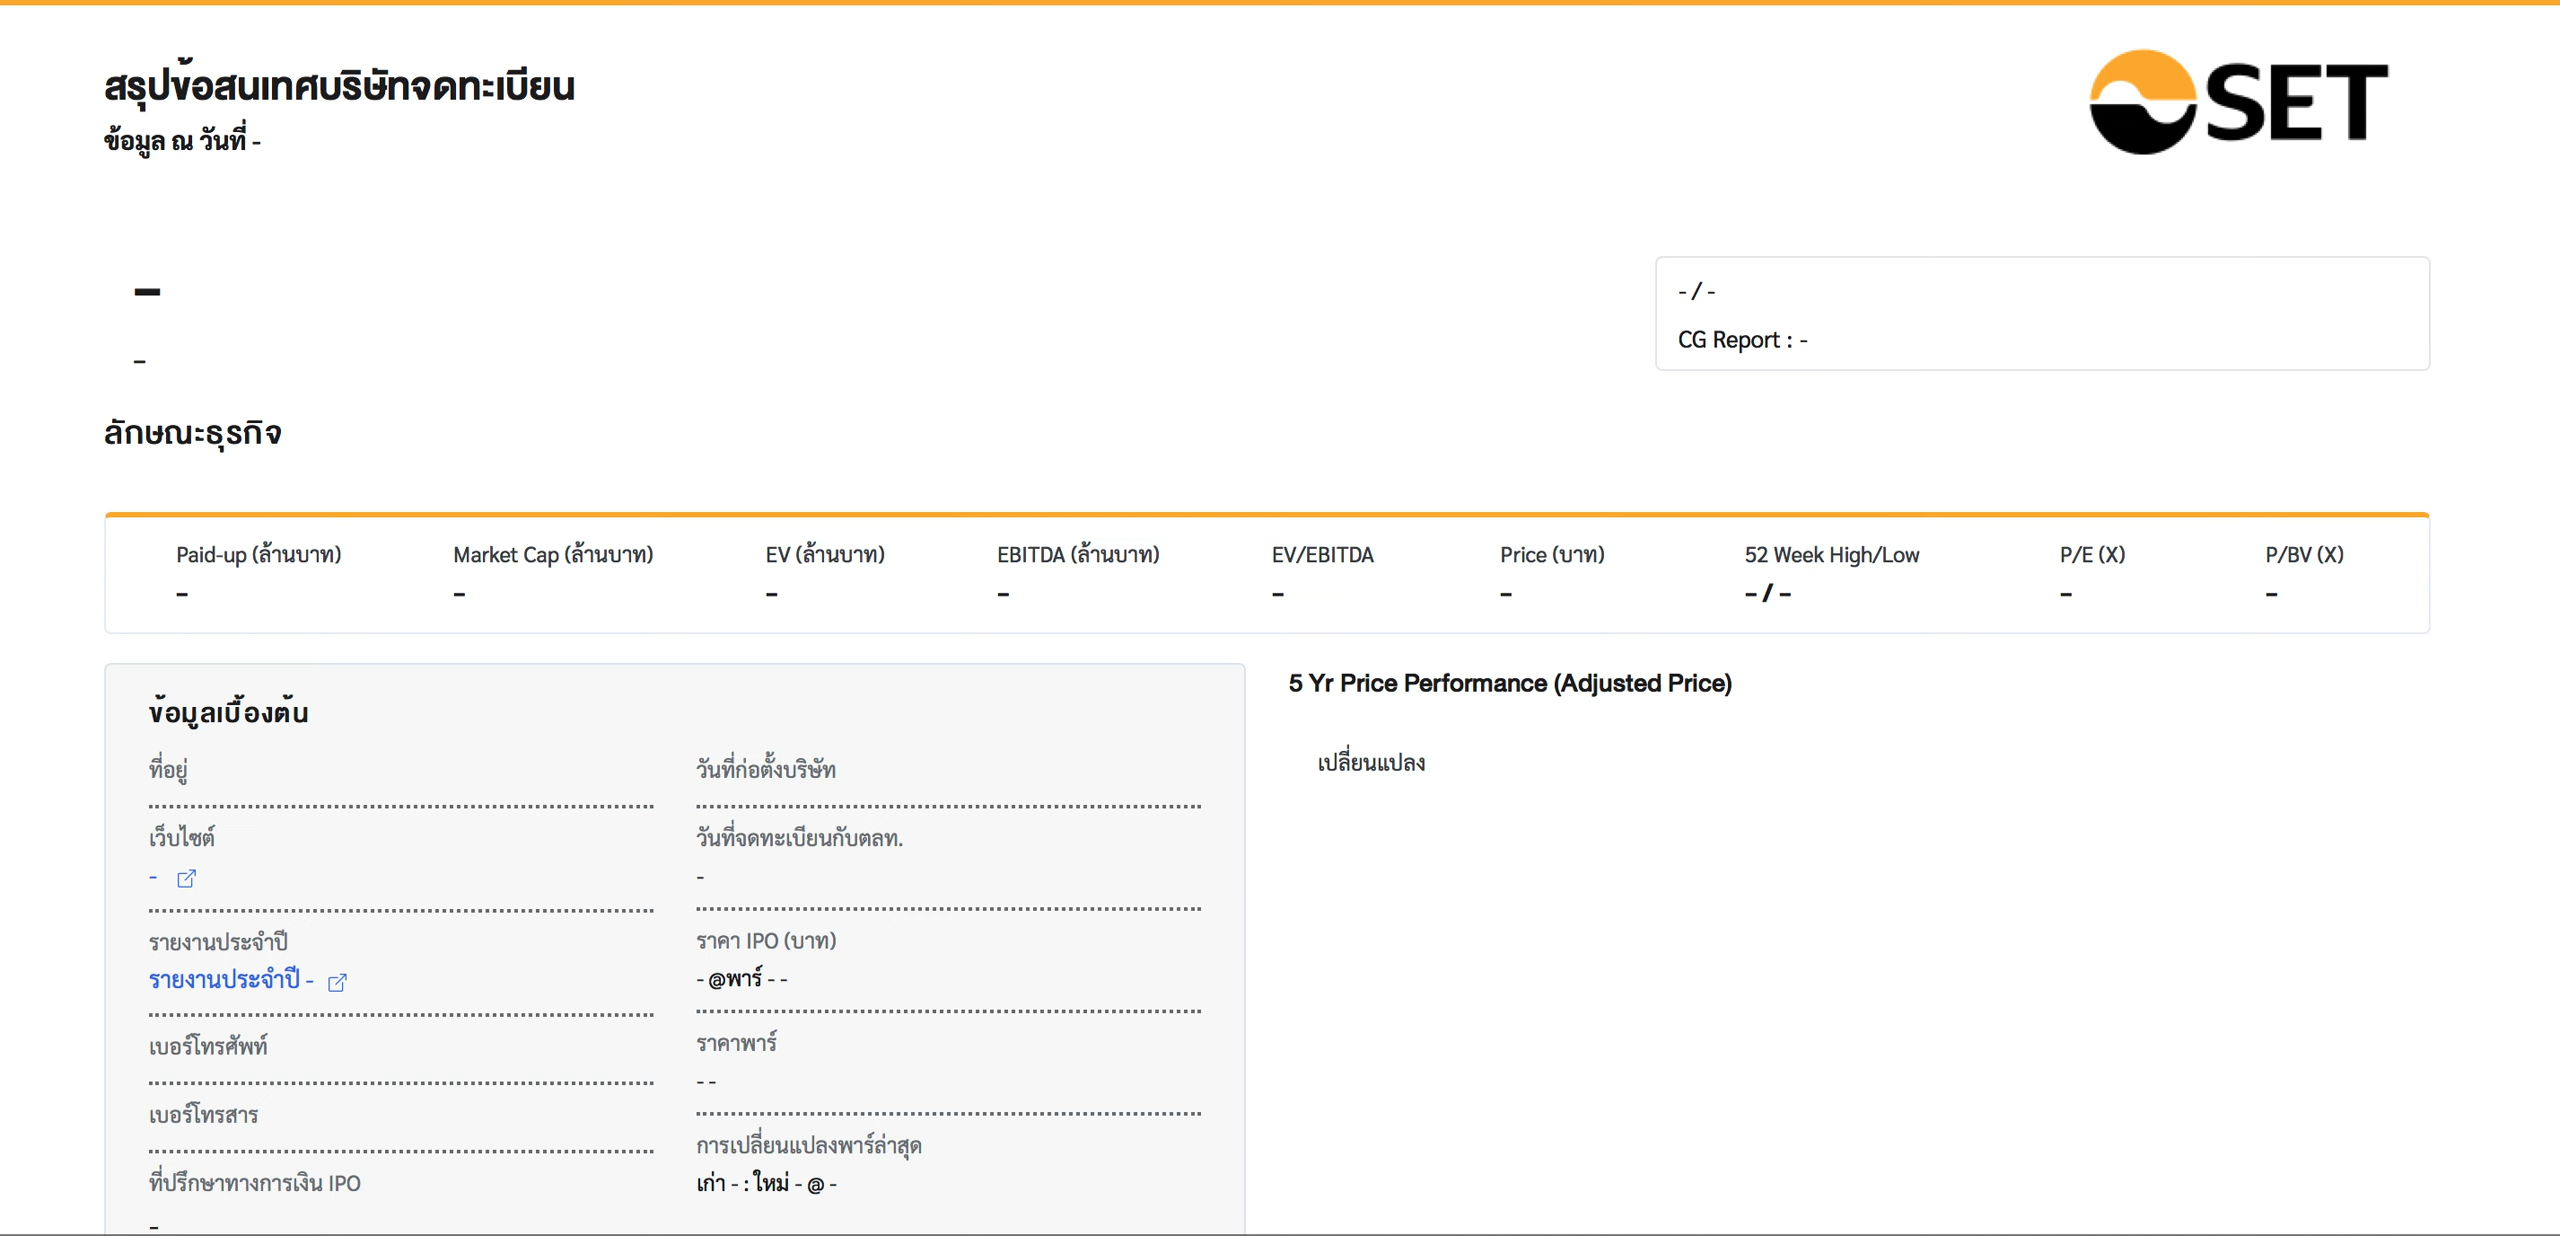 สรุปข้อสนเทศบริษัทจดทะเบียน
ข้อมูล ณ วันที่ -
SET
-
-
- / -
CG Report : -
ลักษณะธุรกิจ
Paid-up (ล้านบาท) Market Cap (ล้านบาท) EV (ล้านบาท) EBITDA (ล้านบาท) EV/EBITDA Price (บาท) 52 Week High/Low P/E (X) P/BV (X)
- - - - - - - / - - -
ข้อมูลเบื้องต้น
ที่อยู่
เว็บไซต์
-
รายงานประจำปี
รายงานประจำปี -
เบอร์โทรศัพท์
เบอร์โทรสาร
ที่ปรึกษาทางการเงิน IPO
-
วันที่ก่อตั้งบริษัท
วันที่จดทะเบียนกับตลท.
-
ราคา IPO (บาท)
- @พาร์ - -
ราคาพาร์
- -
การเปลี่ยนแปลงพาร์ล่าสุด
เก่า - : ใหม่ - @ -
5 Yr Price Performance (Adjusted Price)
เปลี่ยนแปลง